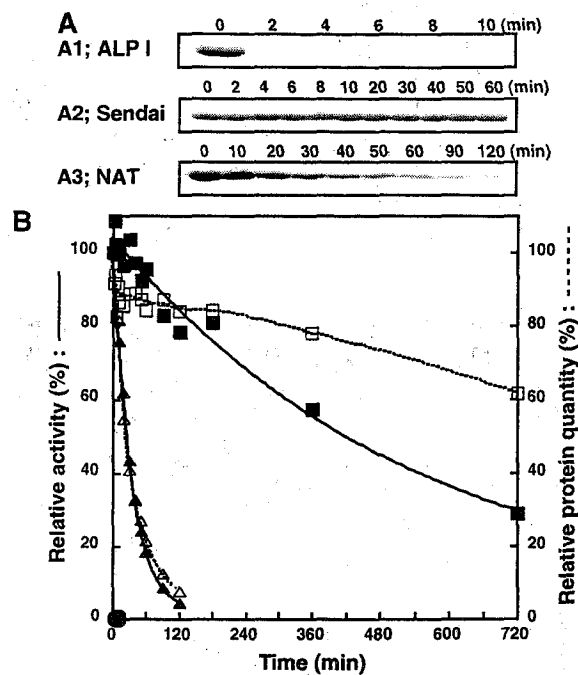 A
0 2 4 6 8 10 (min)
A1; ALP I
0 2 4 6 8 10 20 30 40 50 60 (min)
A2; Sendai
0 10 20 30 40 50 60 90 120 (min)
A3; NAT
B
Relative activity (%) :
100
80
60
40
20
0
100
80
60
40
20
0
Relative protein quantity (%) :
0 120 240 360 480 600 720
Time (min)